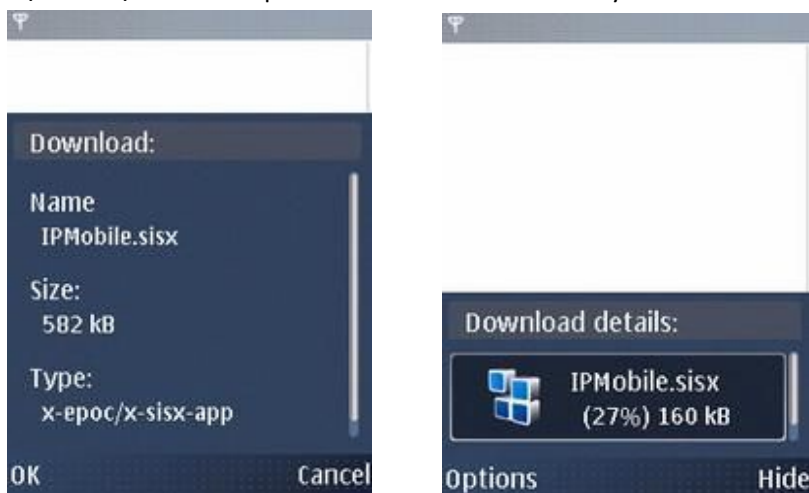 Download:
Name
IPMobile.sisx
Size:
582 kB
Type:
x-epoc/x-sisx-app
OK Cancel
Download details:
IPMobile.sisx
(27%) 160 kB
Options Hide